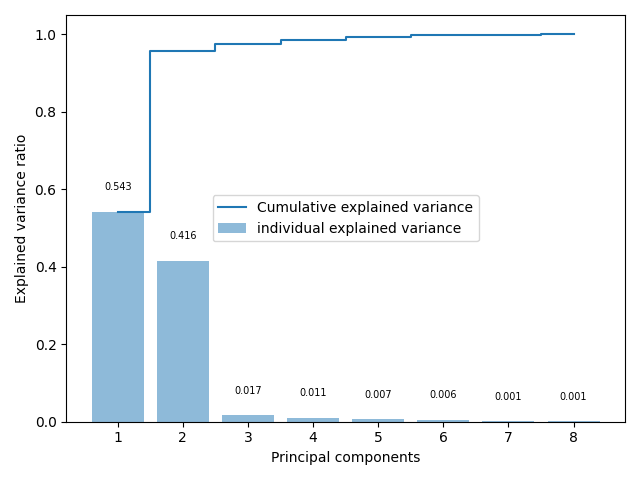 1.0
0.8
0.6
0.4
0.2
0.0
Explained variance ratio
0.543
0.416
0.017
0.011
0.007
0.006
0.001
0.001
Cumulative explained variance
individual explained variance
1 2 3 4 5 6 7 8
Principal components